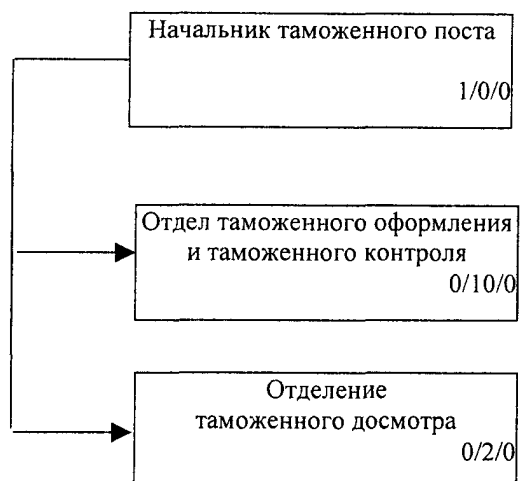 Начальник таможенного поста
1/0/0
Отдел таможенного оформления
и таможенного контроля
0/10/0
Отделение
таможенного досмотра
0/2/0